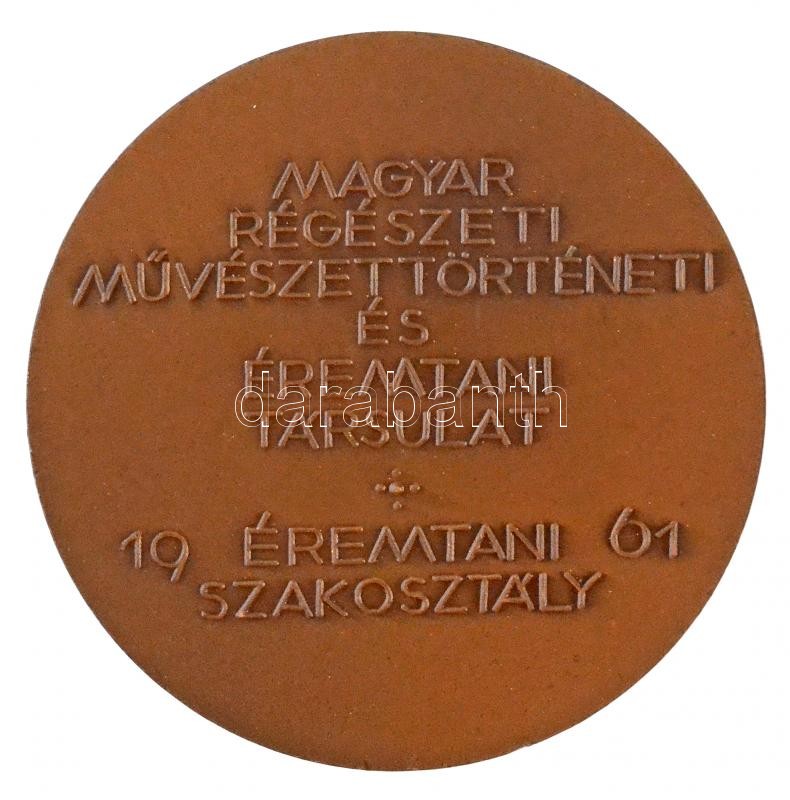 MAGYAR
RÉGÉSZETI
MŰVÉSZETTÖRTÉNETI
ÉS
ÉREMTANI
darabanth
TÁRSULAT
19 ÉREMTANI 61
SZAKOSZTÁLY